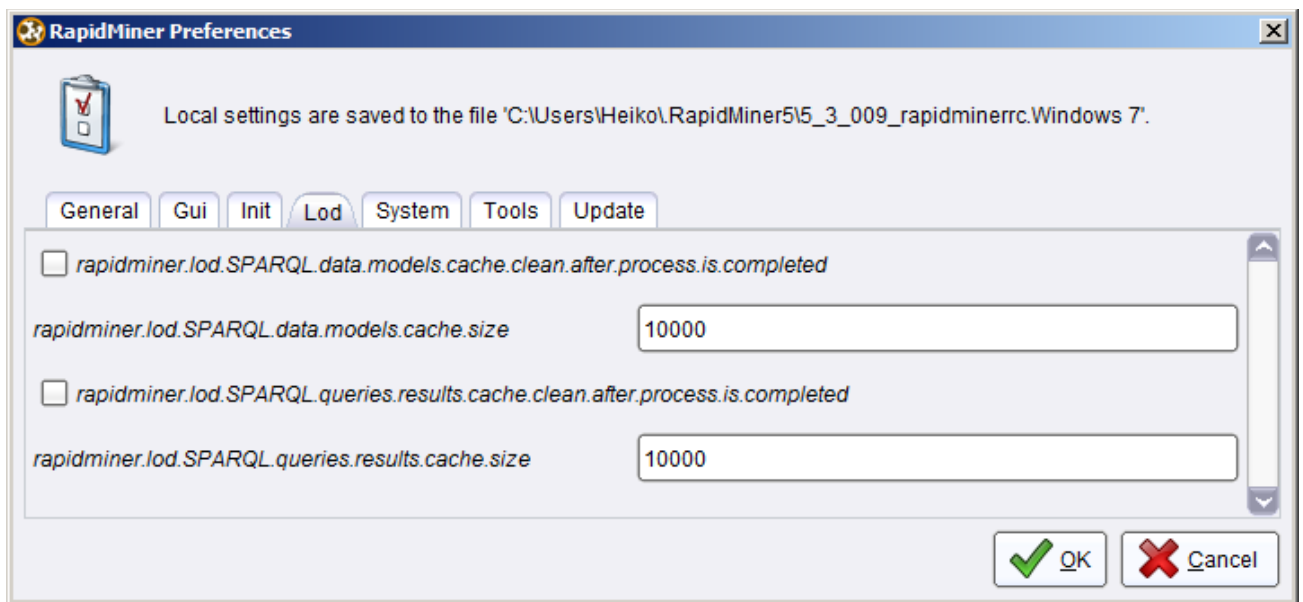 RapidMiner Preferences
Local settings are saved to the file 'C:\Users\Heiko\.RapidMiner5\5_3_009_rapidminerrc.Windows 7'.
General Gui Init Lod System Tools Update
rapidminer.lod.SPARQL.data.models.cache.clean.after.process.is.completed
rapidminer.lod.SPARQL.data.models.cache.size 10000
rapidminer.lod.SPARQL.queries.results.cache.clean.after.process.is.completed
rapidminer.lod.SPARQL.queries.results.cache.size 10000
OK Cancel